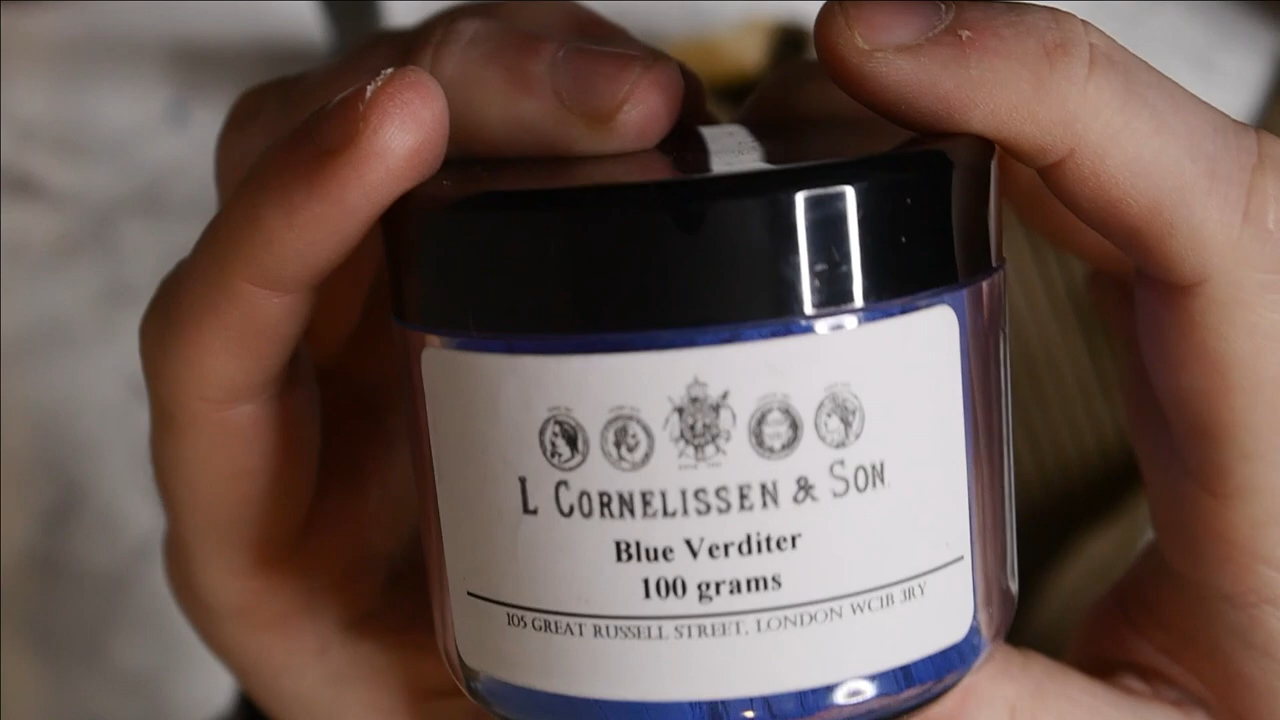 L CORNELISSEN & SON
Blue Verditer
100 grams
105 GREAT RUSSELL STREET, LONDON WC1B 3RY